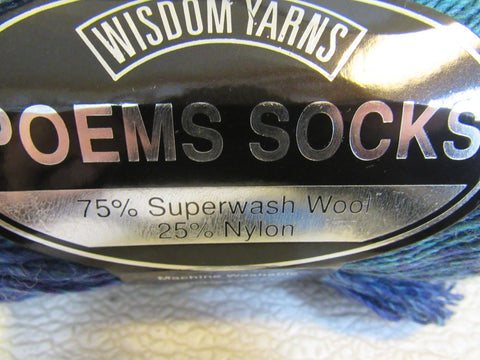 WISDOM YARNS
POEMS SOCKS
75% Superwash Wool
25% Nylon
Machine Washable